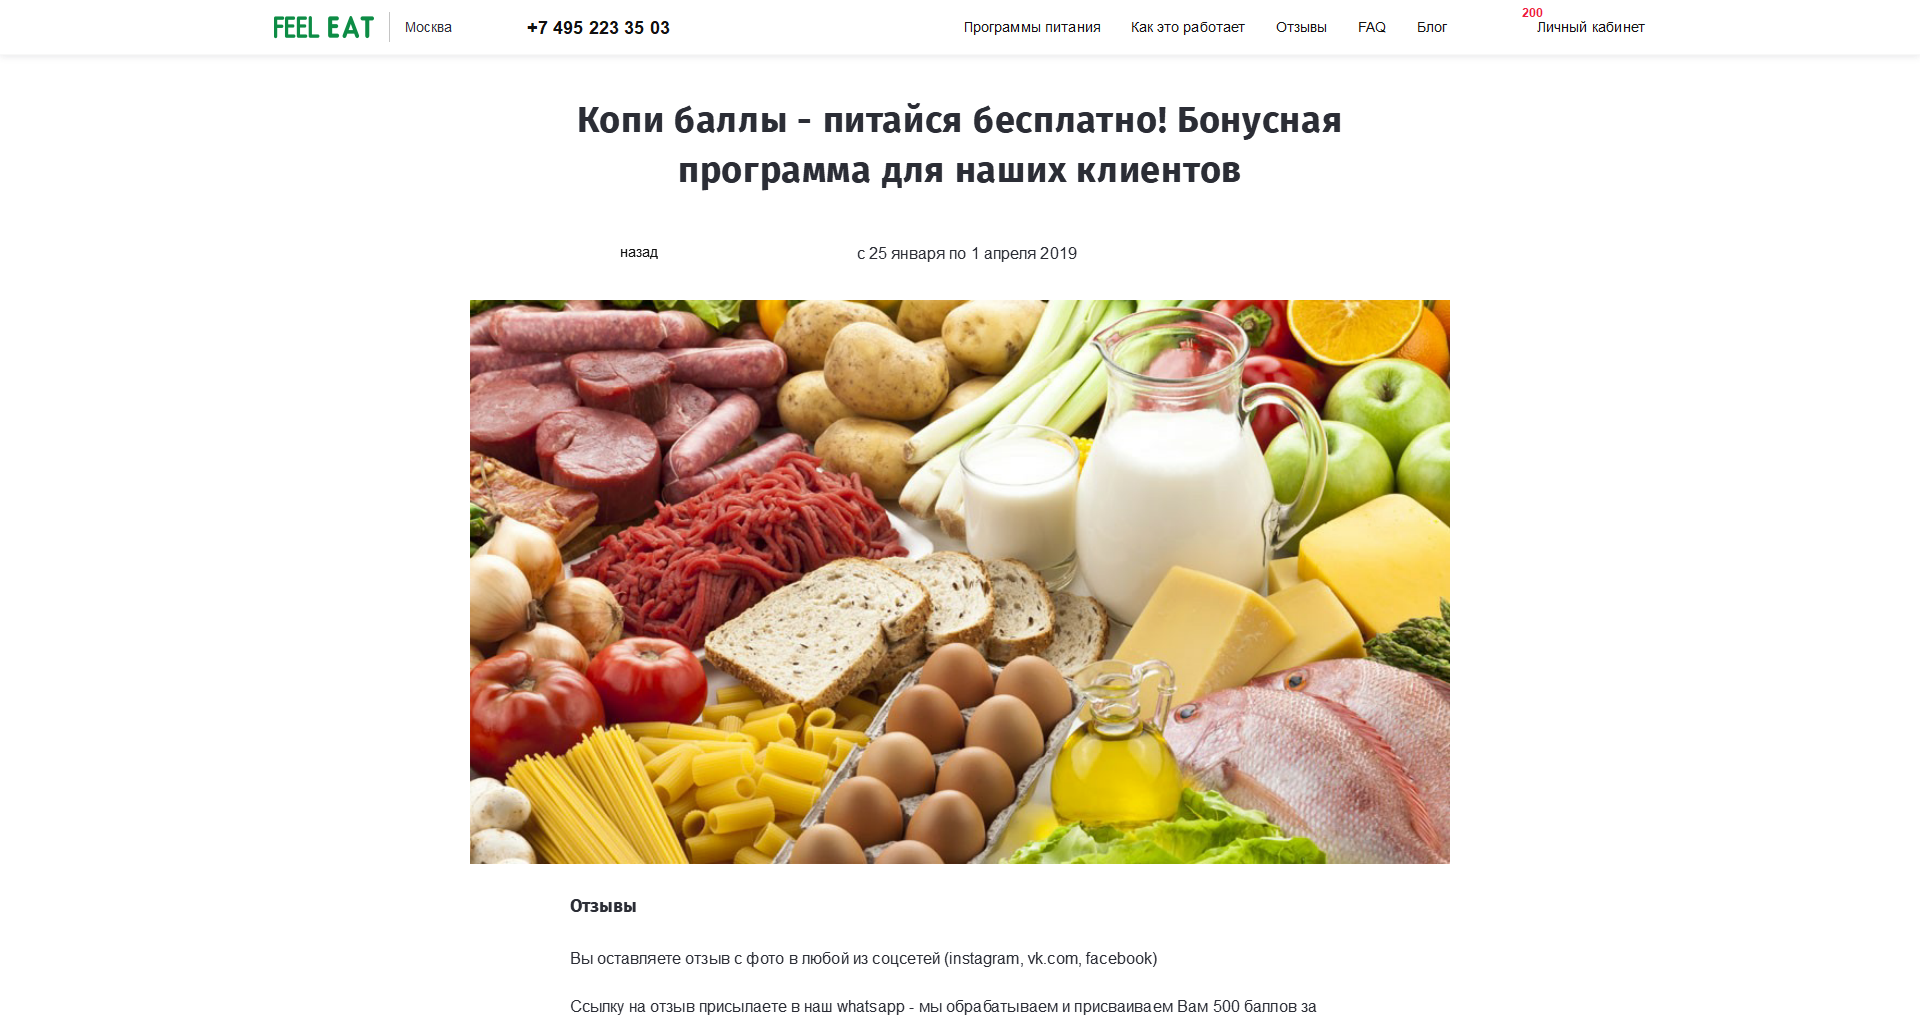 FEEL EAT
Москва
+7 495 223 35 03
Программы питания
Как это работает
Отзывы
FAQ
Блог
200
Личный кабинет
Копи баллы - питайся бесплатно! Бонусная
программа для наших клиентов
назад
с 25 января по 1 апреля 2019
Отзывы
Вы оставляете отзыв с фото в любой из соцсетей (instagram, vk.com, facebook)
Ссылку на отзыв присылаете в наш whatsapp - мы обрабатываем и присваиваем Вам 500 баллов за